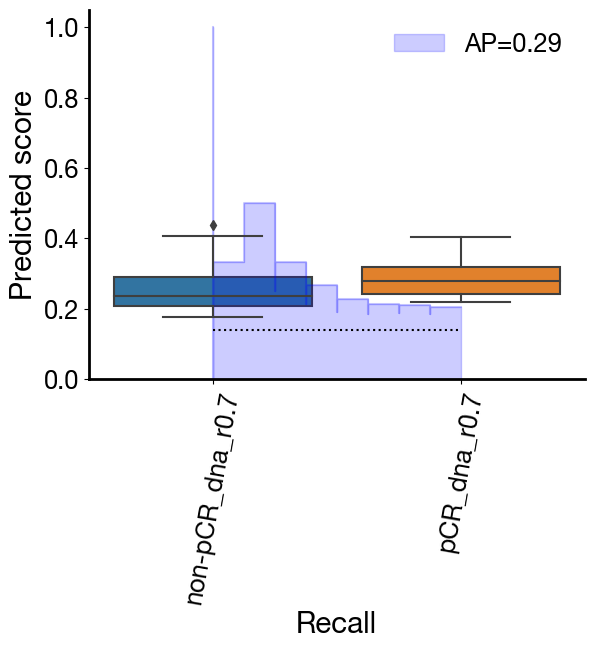 1.0
0.8
0.6
0.4
0.2
0.0
Predicted score
AP=0.29
non-pCR_dna_r0.7
pCR_dna_r0.7
Recall